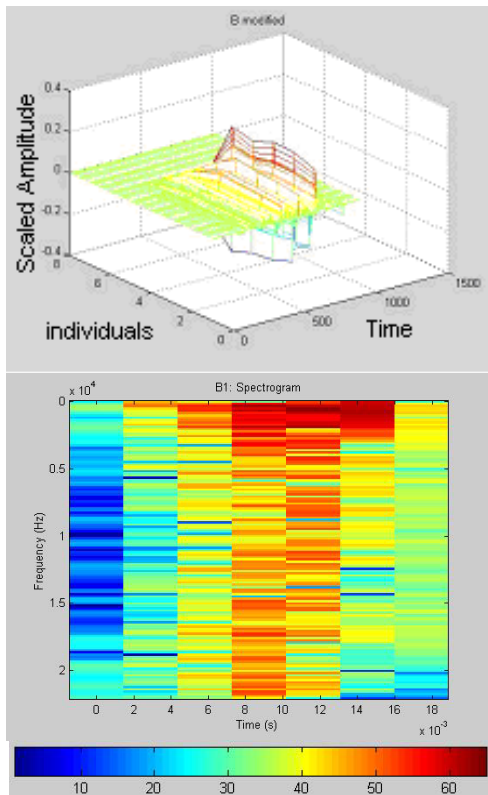 B modified
0.4
0.2
0
-0.2
-0.4
Scaled Amplitude
8
6
4
2
0
individuals
0
500
1000
1500
Time
B1: Spectrogram
x 10^4
0
0.5
1
1.5
2
Frequency (Hz)
0 2 4 6 8 10 12 14 16 18
Time (s)
x 10^-3
10 20 30 40 50 60